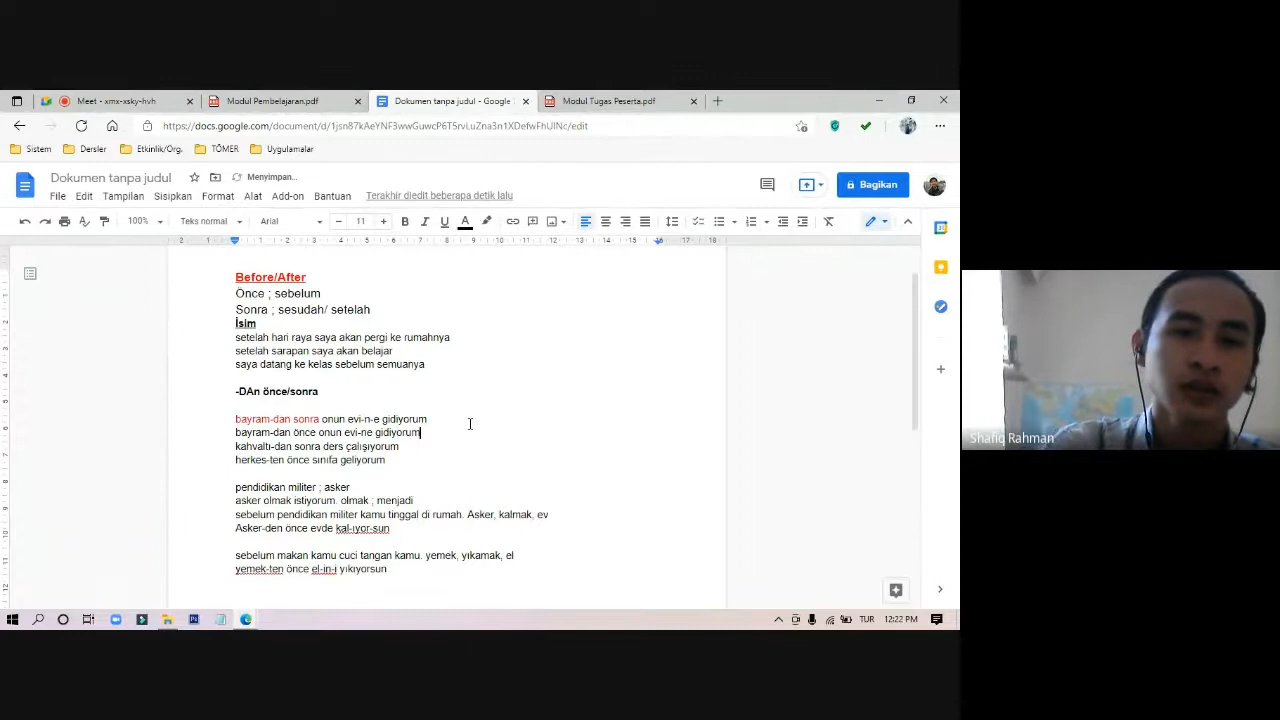 Meet - xmx-xsky-hvh
Modul Pembelajaran.pdf
Dokumen tanpa judul - Google
Modul Tugas Peserta.pdf
Sistem
Dersler
Etkinlik/Org.
TÖMER
Uygulamalar
Dokumen tanpa judul
Menyimpan...
File Edit Tampilan Sisipkan Format Alat Add-on Bantuan
Terakhir diedit beberapa detik lalu
Bagikan
100% Teks normal Arial 11
Before/After
Önce ; sebelum
Sonra ; sesudah/ setelah
İsim
setelah hari raya saya akan pergi ke rumahnya
setelah sarapan saya akan belajar
saya datang ke kelas sebelum semuanya
-DAn önce/sonra
bayram-dan sonra onun evi-n-e gidiyorum
bayram-dan önce onun evi-ne gidiyorum
kahvaltı-dan sonra ders çalışıyorum
herkes-ten önce sınıfa geliyorum
pendidikan militer ; asker
asker olmak istiyorum. olmak ; menjadi
sebelum pendidikan militer kamu tinggal di rumah. Asker, kalmak, ev
Asker-den önce evde kal-ıyor-sun
sebelum makan kamu cuci tangan kamu. yemek, yıkamak, el
yemek-ten önce el-in-i yıkıyorsun
Shafiq Rahman
TUR
12:22 PM